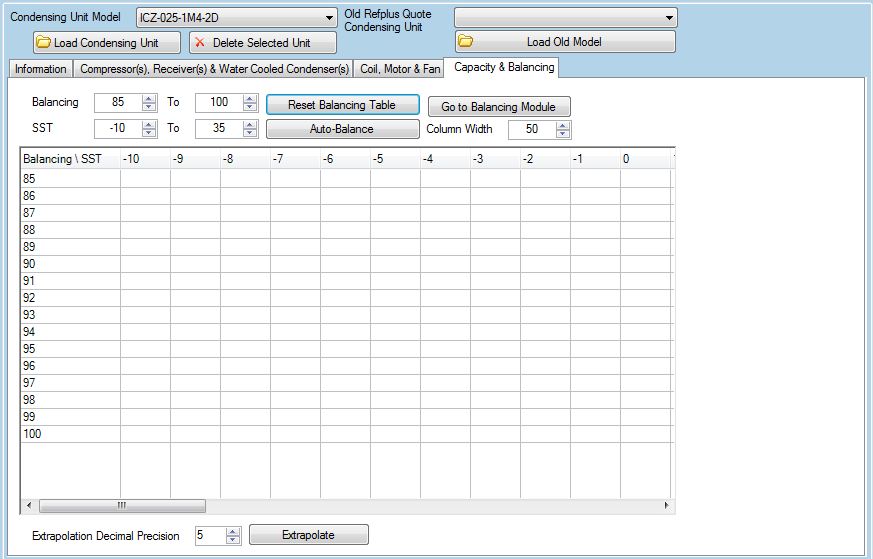 Condensing Unit Model ICZ-025-1M4-2D Old Refplus Quote Condensing Unit
Load Condensing Unit Delete Selected Unit Load Old Model
Information Compressor(s), Receiver(s) & Water Cooled Condenser(s) Coil, Motor & Fan Capacity & Balancing
Balancing 85 To 100 Reset Balancing Table Go to Balancing Module
SST -10 To 35 Auto-Balance Column Width 50
Balancing \ SST -10 -9 -8 -7 -6 -5 -4 -3 -2 -1 0
85
86
87
88
89
90
91
92
93
94
95
96
97
98
99
100
Extrapolation Decimal Precision 5 Extrapolate